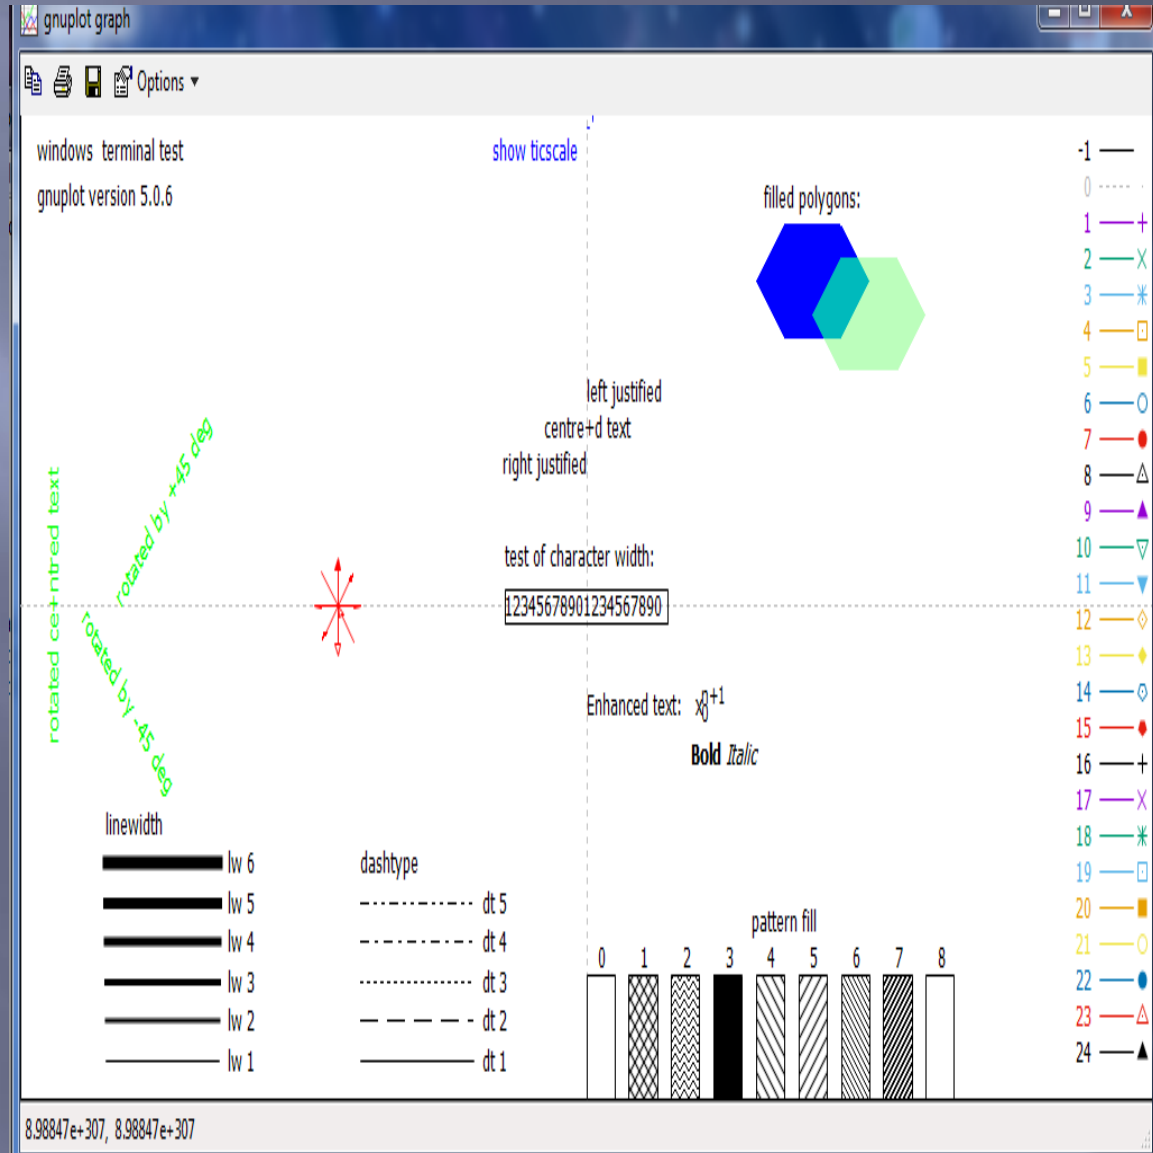 gnuplot graph
Options
windows  terminal test
show ticscale
gnuplot version 5.0.6
filled polygons:
left justified
centre+d text
right justified
rotated by +45 deg
rotated ce+ntred text
rotated by -45 deg
test of character width:
12345678901234567890
Enhanced text:
+1
Bold Italic
linewidth
lw 6
lw 5
lw 4
lw 3
lw 2
lw 1
dashtype
dt 5
dt 4
dt 3
dt 2
dt 1
pattern fill
0 1 2 3 4 5 6 7 8
-1
0
1
2
3
4
5
6
7
8
9
10
11
12
13
14
15
16
17
18
19
20
21
22
23
24
8.98847e+307, 8.98847e+307